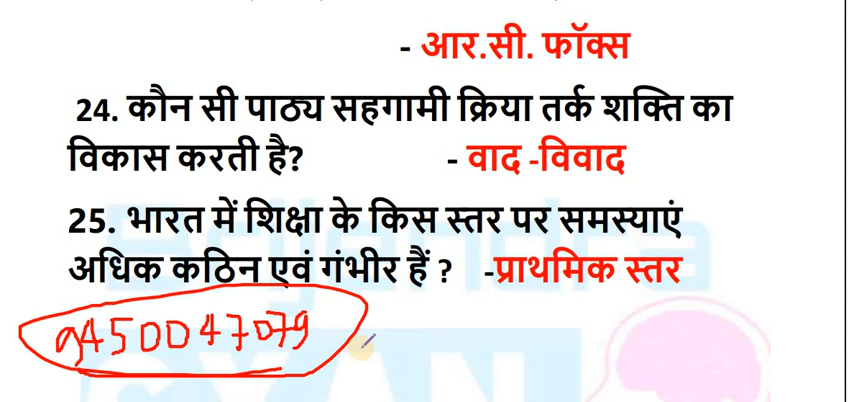 - आर.सी. फॉक्स
24. कौन सी पाठ्य सहगामी क्रिया तर्क शक्ति का
विकास करती है? - वाद -विवाद
25. भारत में शिक्षा के किस स्तर पर समस्याएं
अधिक कठिन एवं गंभीर हैं ? -प्राथमिक स्तर
9450047079